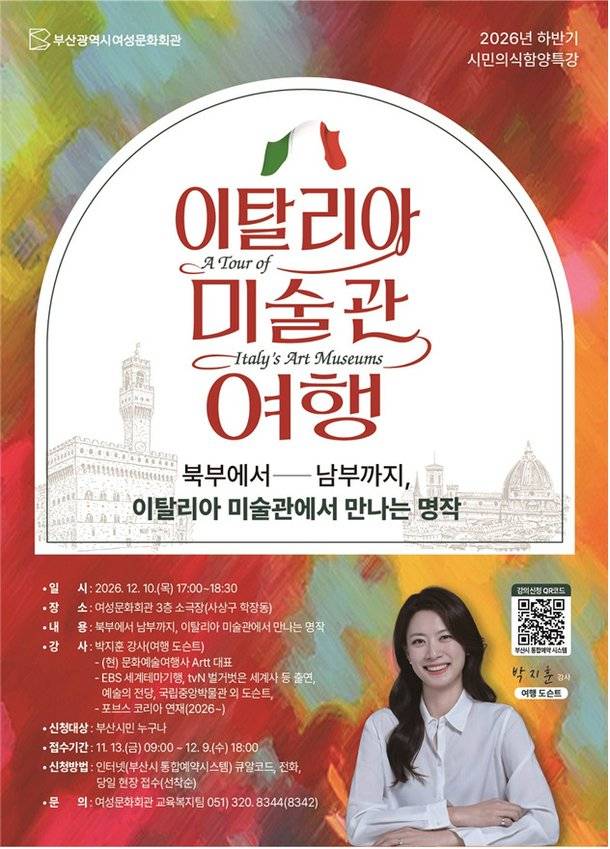 부산광역시여성문화회관
2026년 하반기
시민의식함양특강
이탈리아
A Tour of
미술관
Italy's Art Museums
여행
북부에서 ── 남부까지,
이탈리아 미술관에서 만나는 명작
• 일 시 : 2026. 12. 10.(목) 17:00~18:30
• 장 소 : 여성문화회관 3층 소극장(사상구 학장동)
• 내 용 : 북부에서 남부까지, 이탈리아 미술관에서 만나는 명작
• 강 사 : 박지훈 강사(여행 도슨트)
- (현) 문화예술여행사 Artt 대표
- EBS 세계테마기행, tvN 벌거벗은 세계사 등 출연,
예술의 전당, 국립중앙박물관 외 도슨트,
- 포브스 코리아 연재(2026~)
• 신청대상 : 부산시민 누구나
• 접수기간 : 11. 13.(금) 09:00 ~ 12. 9.(수) 18:00
• 신청방법 : 인터넷(부산시 통합예약시스템) 큐알코드, 전화,
당일 현장 접수(선착순)
• 문 의 : 여성문화회관 교육복지팀 051) 320. 8344(8342)
강의신청 QR코드
부산시 통합예약 시스템
박지훈 강사
여행 도슨트